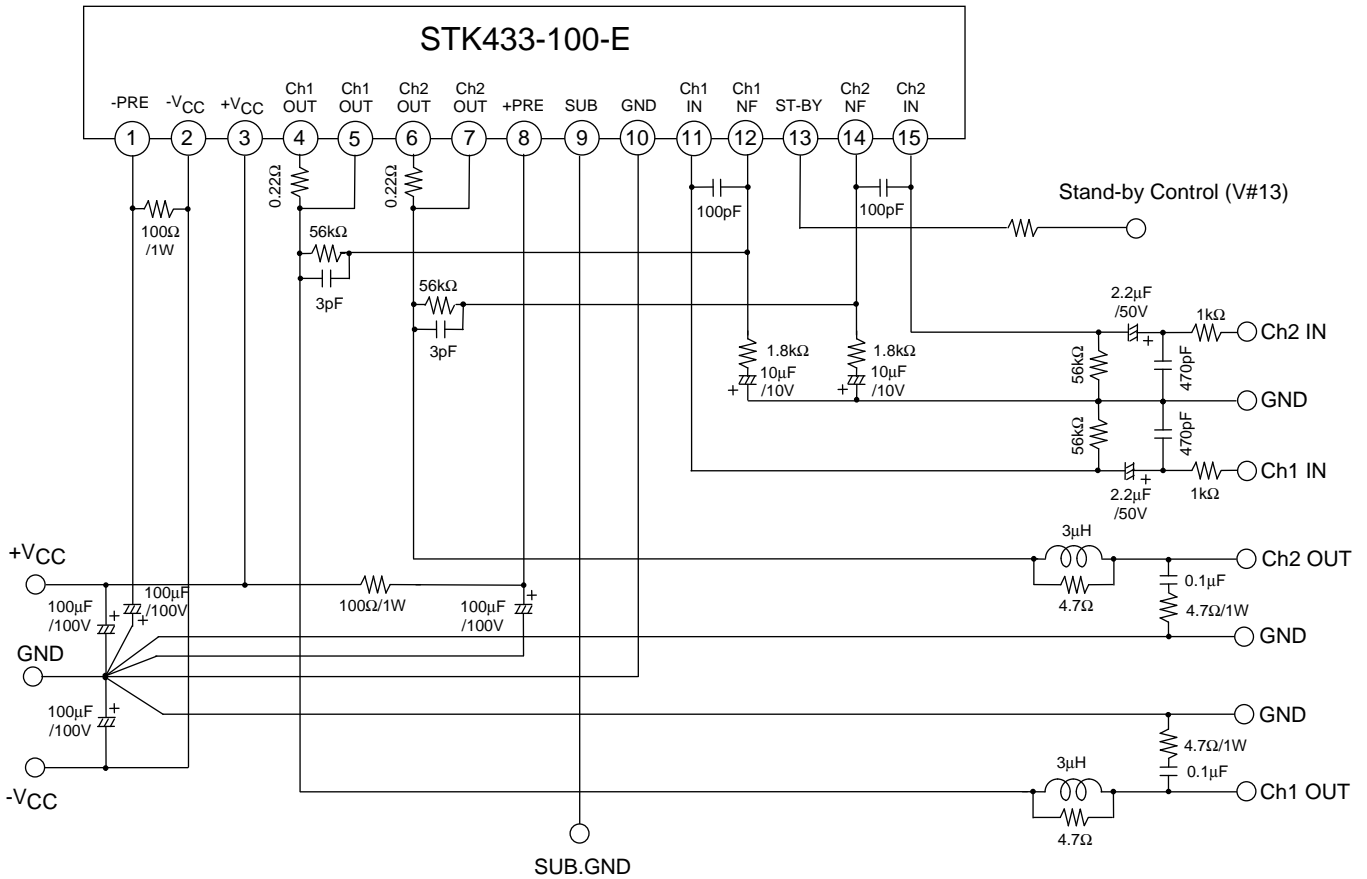 STK433-100-E
-PRE
-VCC
+VCC
Ch1
OUT
Ch1
OUT
Ch2
OUT
Ch2
OUT
+PRE
SUB
GND
Ch1
IN
Ch1
NF
ST-BY
Ch2
NF
Ch2
IN
1
2
3
4
5
6
7
8
9
10
11
12
13
14
15
0.22Ω
0.22Ω
100pF
100pF
Stand-by Control (V#13)
100Ω
/1W
56kΩ
3pF
56kΩ
3pF
2.2µF
/50V
+
1kΩ
Ch2 IN
1.8kΩ
10µF
/10V
+
1.8kΩ
10µF
/10V
+
56kΩ
470pF
GND
56kΩ
470pF
+
2.2µF
/50V
1kΩ
Ch1 IN
3µH
4.7Ω
Ch2 OUT
0.1µF
4.7Ω/1W
GND
+VCC
100µF
/100V
+
100µF
/100V
+
100Ω/1W
100µF
/100V
+
GND
100µF
/100V
+
-VCC
GND
4.7Ω/1W
0.1µF
3µH
4.7Ω
Ch1 OUT
SUB.GND